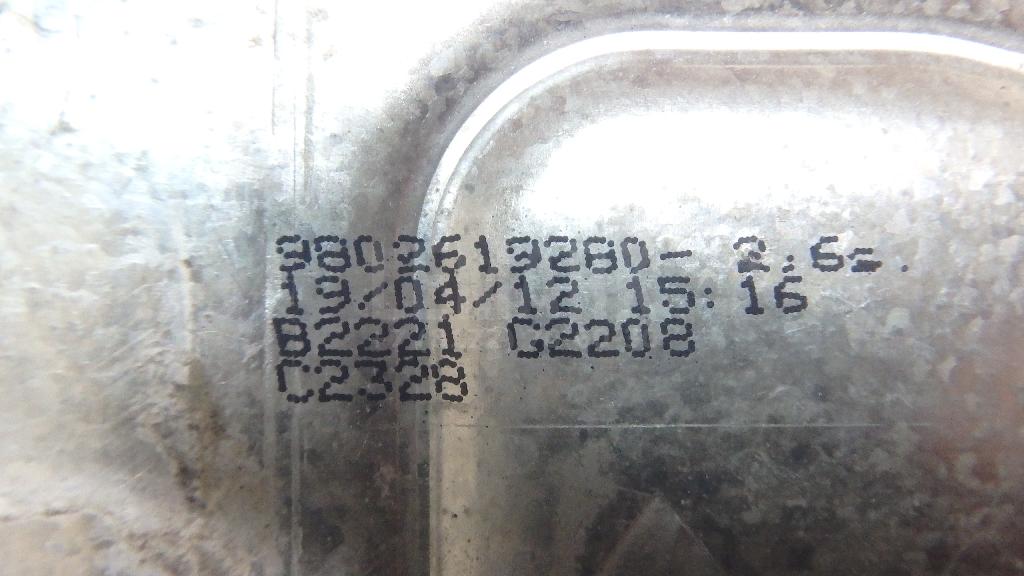 9802619280- 2.6=.
19/04/12 15:16
B2221 G2208
C2328